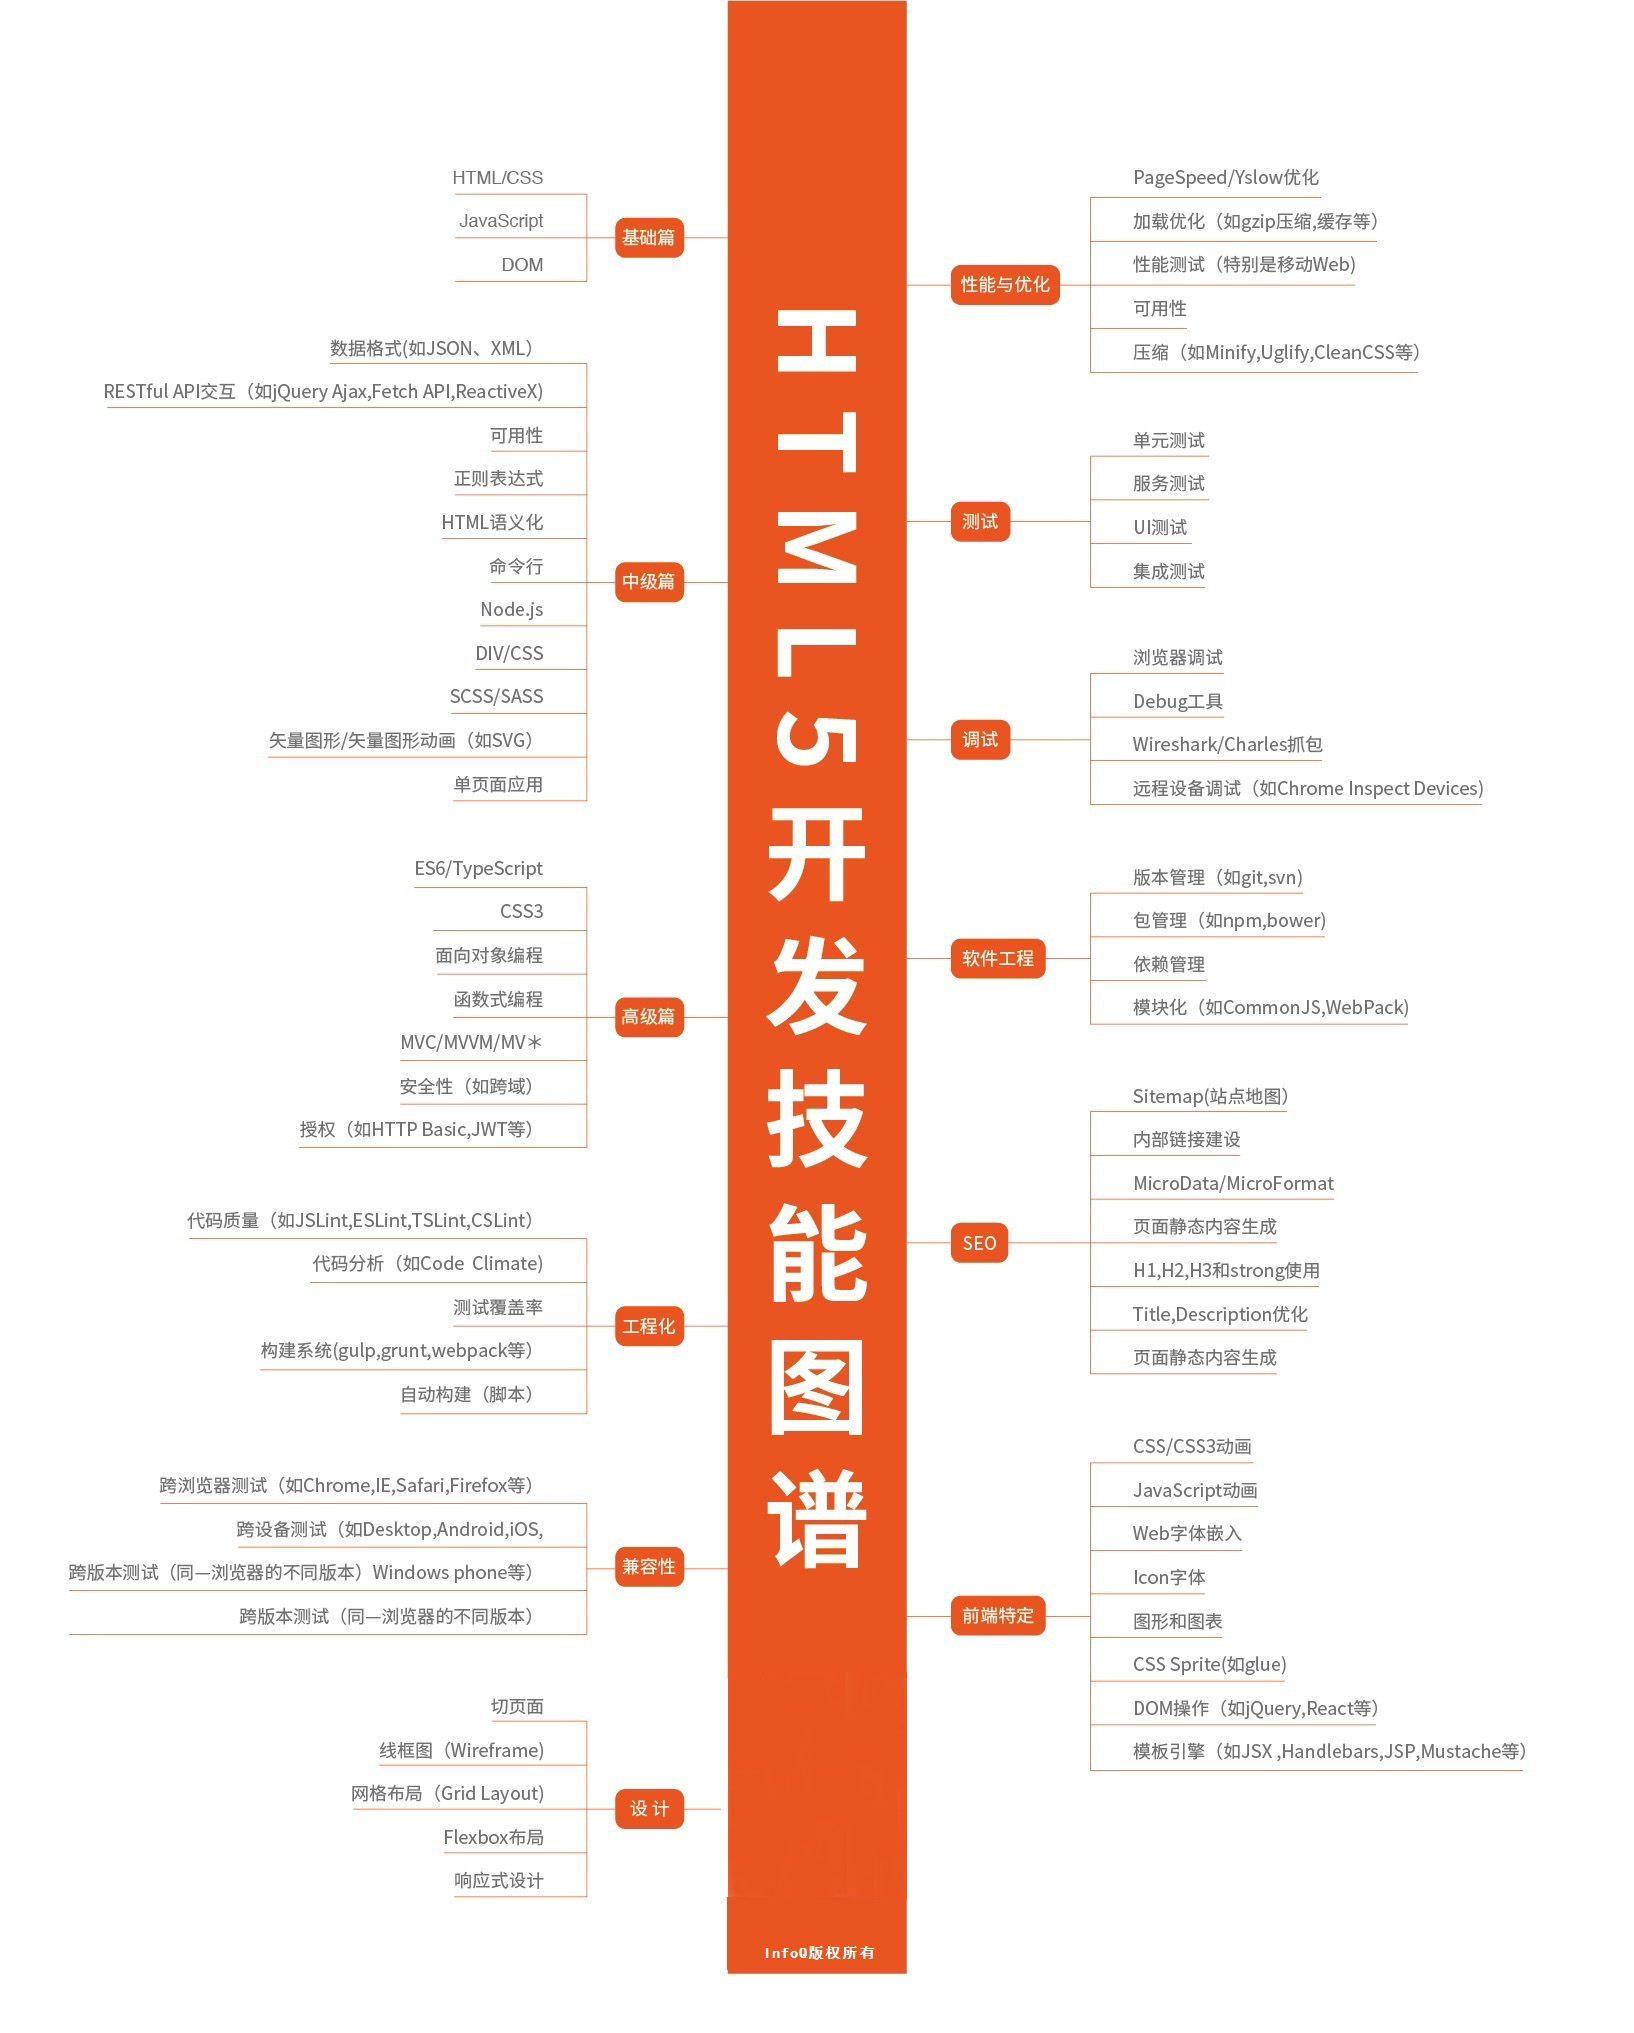 HTML5开发技能图谱
基础篇
HTML/CSS
JavaScript
DOM
中级篇
数据格式(如JSON、XML）
RESTful API交互（如jQuery Ajax,Fetch API,ReactiveX)
可用性
正则表达式
HTML语义化
命令行
Node.js
DIV/CSS
SCSS/SASS
矢量图形/矢量图形动画（如SVG）
单页面应用
高级篇
ES6/TypeScript
CSS3
面向对象编程
函数式编程
MVC/MVVM/MV＊
安全性（如跨域）
授权（如HTTP Basic,JWT等）
工程化
代码质量（如JSLint,ESLint,TSLint,CSLint）
代码分析（如Code Climate)
测试覆盖率
构建系统(gulp,grunt,webpack等）
自动构建（脚本）
兼容性
跨浏览器测试（如Chrome,IE,Safari,Firefox等）
跨设备测试（如Desktop,Android,iOS,
跨版本测试（同—浏览器的不同版本）Windows phone等）
跨版本测试（同—浏览器的不同版本）
设 计
切页面
线框图（Wireframe)
网格布局（Grid Layout)
Flexbox布局
响应式设计
性能与优化
PageSpeed/Yslow优化
加载优化（如gzip压缩,缓存等）
性能测试（特别是移动Web)
可用性
压缩（如Minify,Uglify,CleanCSS等）
测试
单元测试
服务测试
UI测试
集成测试
调试
浏览器调试
Debug工具
Wireshark/Charles抓包
远程设备调试（如Chrome Inspect Devices)
软件工程
版本管理（如git,svn)
包管理（如npm,bower)
依赖管理
模块化（如CommonJS,WebPack)
SEO
Sitemap(站点地图）
内部链接建设
MicroData/MicroFormat
页面静态内容生成
H1,H2,H3和strong使用
Title,Description优化
页面静态内容生成
前端特定
CSS/CSS3动画
JavaScript动画
Web字体嵌入
Icon字体
图形和图表
CSS Sprite(如glue)
DOM操作（如jQuery,React等）
模板引擎（如JSX ,Handlebars,JSP,Mustache等）
InfoQ版权所有